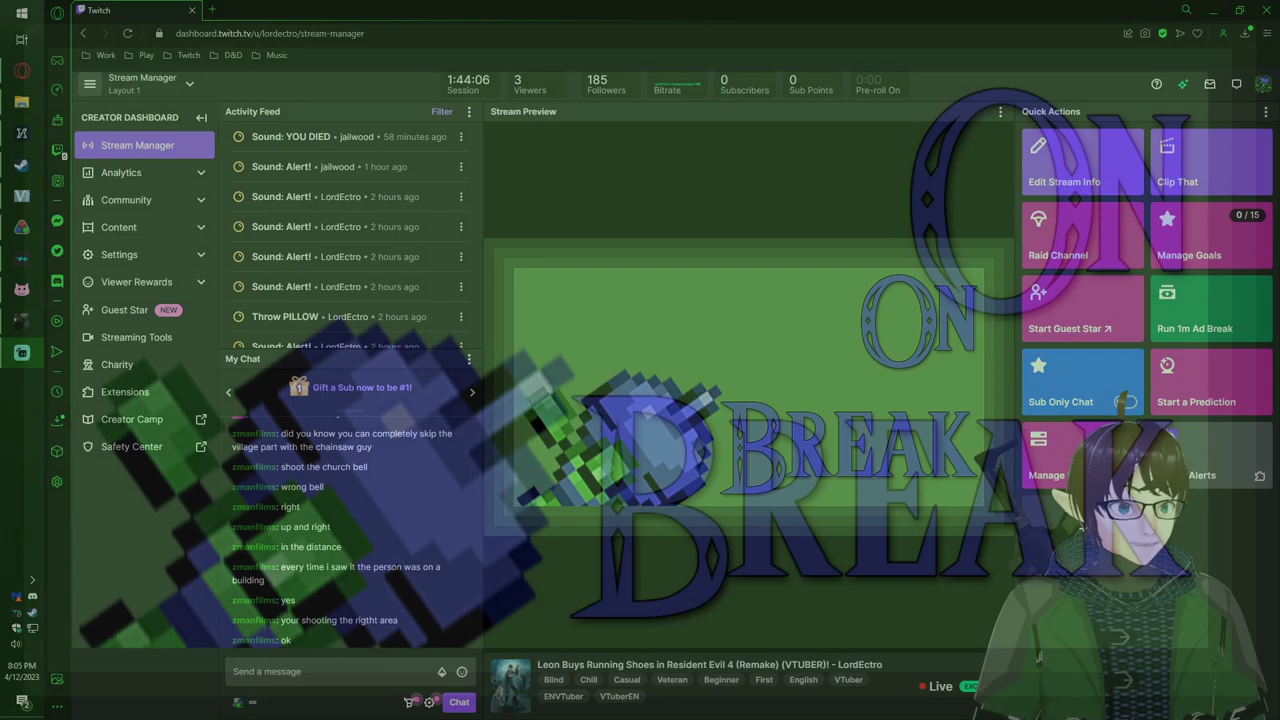 Twitch
dashboard.twitch.tv/u/lordectro/stream-manager
Work
Play
Twitch
D&D
Music
Stream Manager
Layout 1
1:44:06
Session
3
Viewers
185
Followers
Bitrate
0
Subscribers
0
Sub Points
0:00
Pre-roll On
CREATOR DASHBOARD
Stream Manager
Analytics
Community
Content
Settings
Viewer Rewards
Guest Star NEW
Streaming Tools
Charity
Extensions
Creator Camp
Safety Center
Activity Feed
Filter
Sound: YOU DIED • jailwood • 58 minutes ago
Sound: Alert! • jailwood • 1 hour ago
Sound: Alert! • LordEctro • 2 hours ago
Sound: Alert! • LordEctro • 2 hours ago
Sound: Alert! • LordEctro • 2 hours ago
Sound: Alert! • LordEctro • 2 hours ago
Throw PILLOW • LordEctro • 2 hours ago
Sound: Alert! • LordEctro • 2 hours ago
My Chat
1
Gift a Sub now to be #1!
zmanfilms: did you know you can completely skip the
village part with the chainsaw guy
zmanfilms: shoot the church bell
zmanfilms: wrong bell
zmanfilms: right
zmanfilms: up and right
zmanfilms: in the distance
zmanfilms: every time i saw it the person was on a
building
zmanfilms: yes
zmanfilms: your shooting the rigtht area
zmanfilms: ok
Send a message
Chat
Stream Preview
ON
BREAK
ON
BREAK
Leon Buys Running Shoes in Resident Evil 4 (Remake) (VTUBER)! - LordEctro
Blind
Chill
Casual
Veteran
Beginner
First
English
VTuber
ENVTuber
VTuberEN
Live
Quick Actions
Edit Stream Info
Clip That
Raid Channel
0 / 15
Manage Goals
Start Guest Star
Run 1m Ad Break
Sub Only Chat
Start a Prediction
Manage
Alerts
8:05 PM
4/12/2023